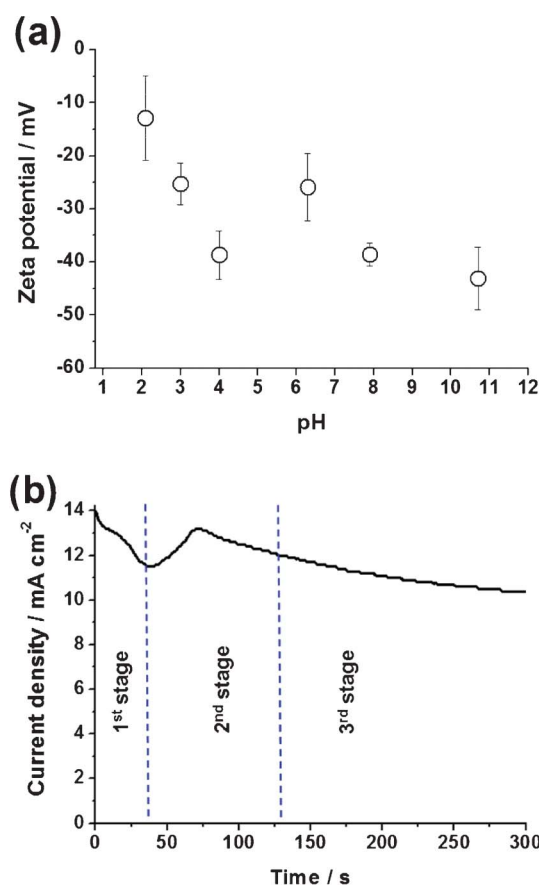 (a)
0
-10
-20
-30
-40
-50
-60
Zeta potential / mV
1 2 3 4 5 6 7 8 9 10 11 12
pH
(b)
14
12
10
8
6
4
2
0
Current density / mA cm⁻²
1ˢᵗ stage
2ⁿᵈ stage
3ʳᵈ stage
0 50 100 150 200 250 300
Time / s